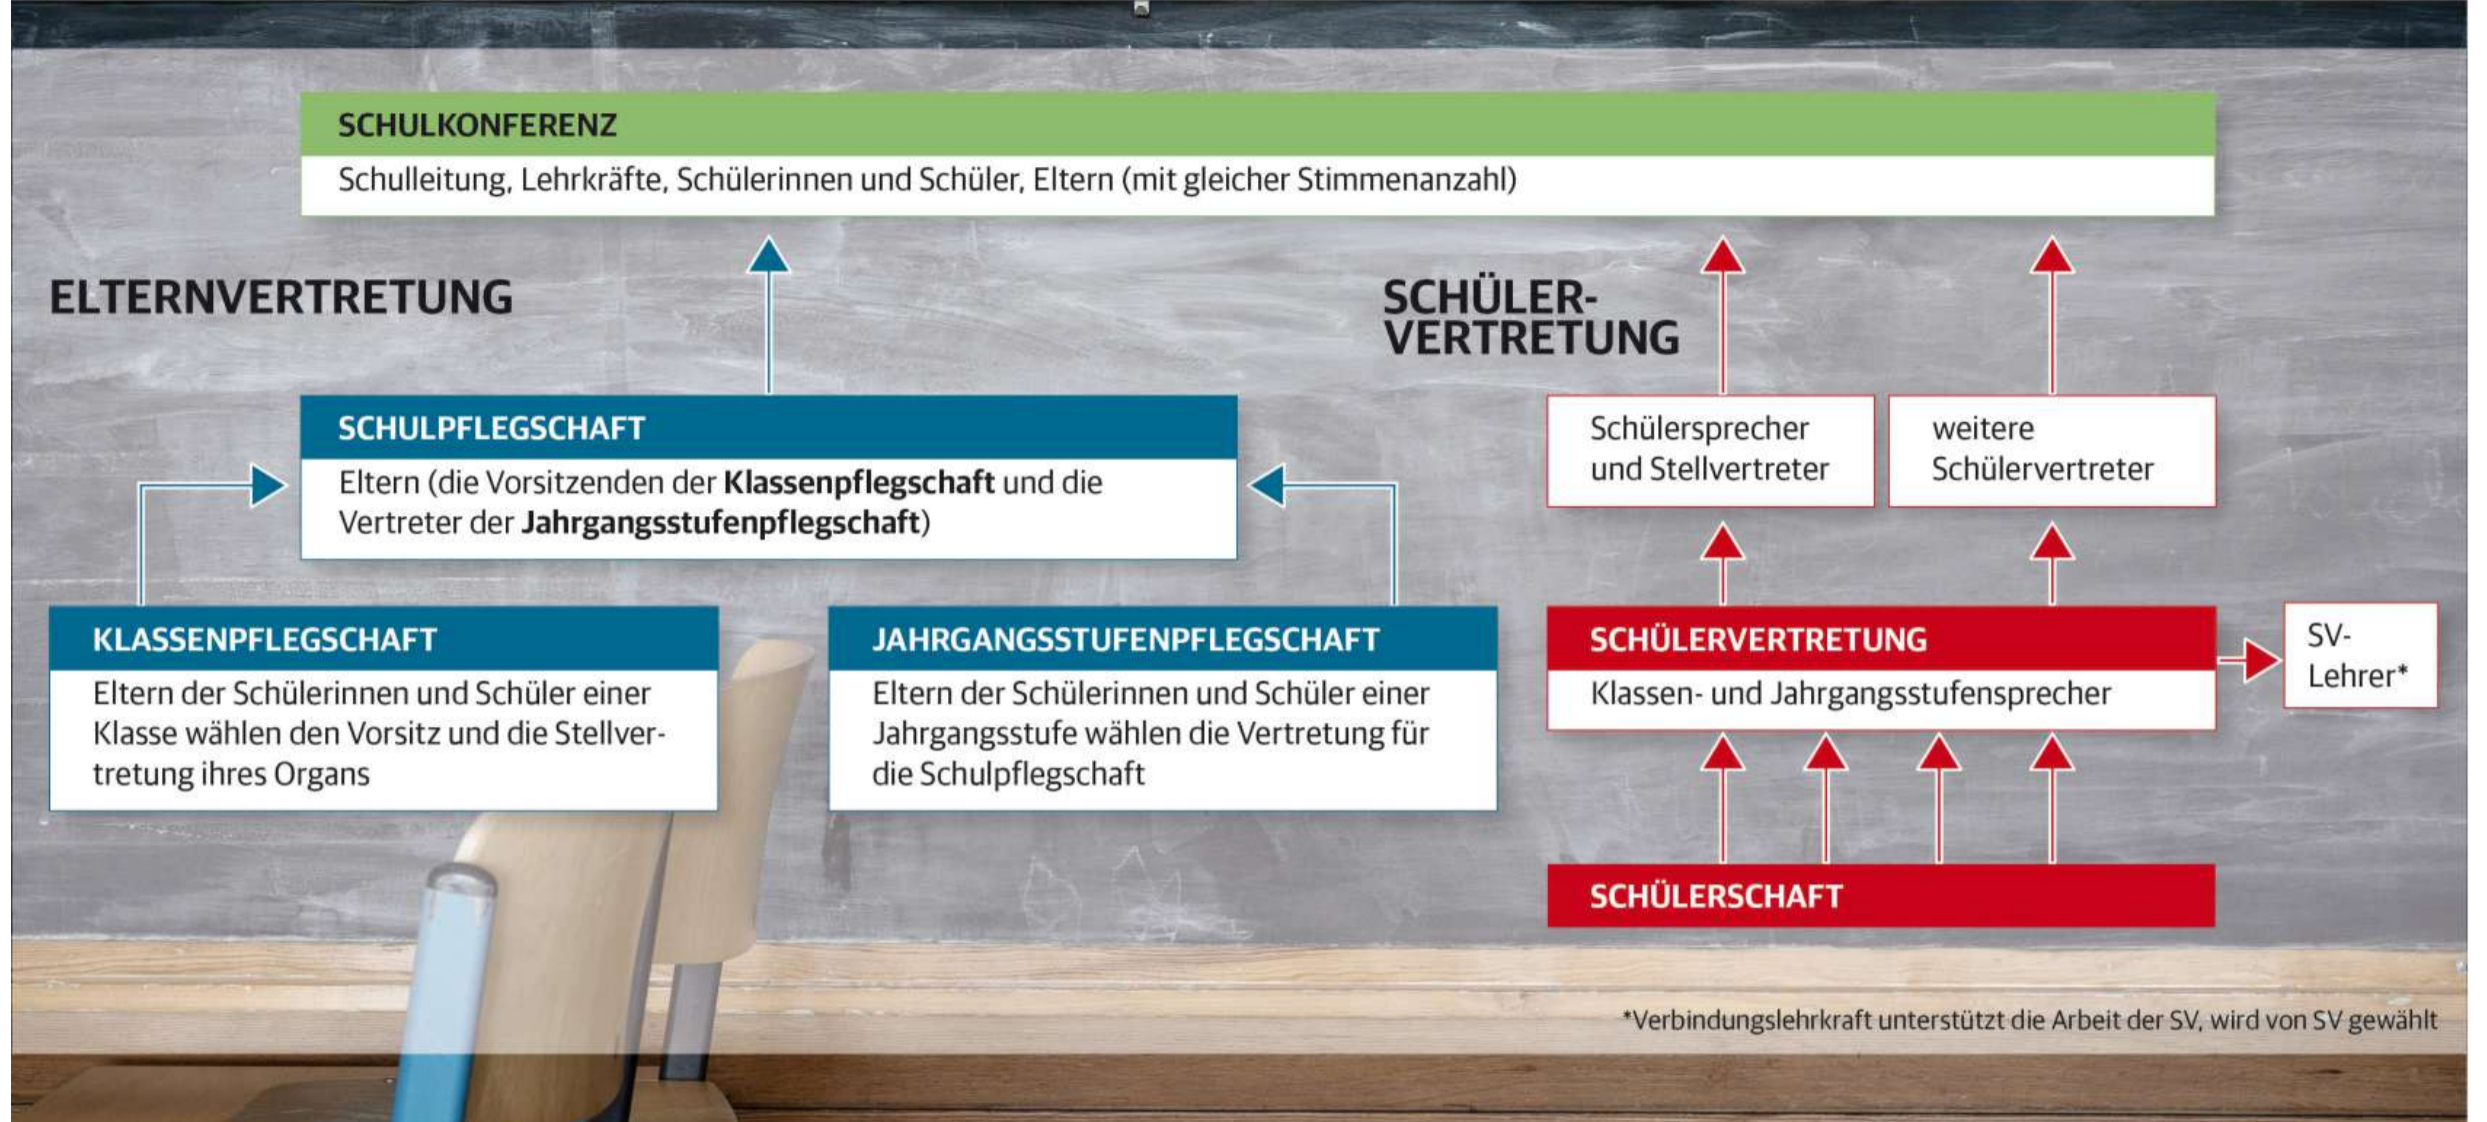 SCHULKONFERENZ
Schulleitung, Lehrkräfte, Schülerinnen und Schüler, Eltern (mit gleicher Stimmenanzahl)
ELTERNVERTRETUNG
SCHÜLER-
VERTRETUNG
SCHULPFLEGSCHAFT
Eltern (die Vorsitzenden der Klassenpflegschaft und die
Vertreter der Jahrgangsstufenpflegschaft)
Schülersprecher
und Stellvertreter
weitere
Schülervertreter
KLASSENPFLEGSCHAFT
Eltern der Schülerinnen und Schüler einer
Klasse wählen den Vorsitz und die Stellver-
tretung ihres Organs
JAHRGANGSSTUFENPFLEGSCHAFT
Eltern der Schülerinnen und Schüler einer
Jahrgangsstufe wählen die Vertretung für
die Schulpflegschaft
SCHÜLERVERTRETUNG
Klassen- und Jahrgangsstufensprecher
SV-
Lehrer*
SCHÜLERSCHAFT
*Verbindungslehrkraft unterstützt die Arbeit der SV, wird von SV gewählt